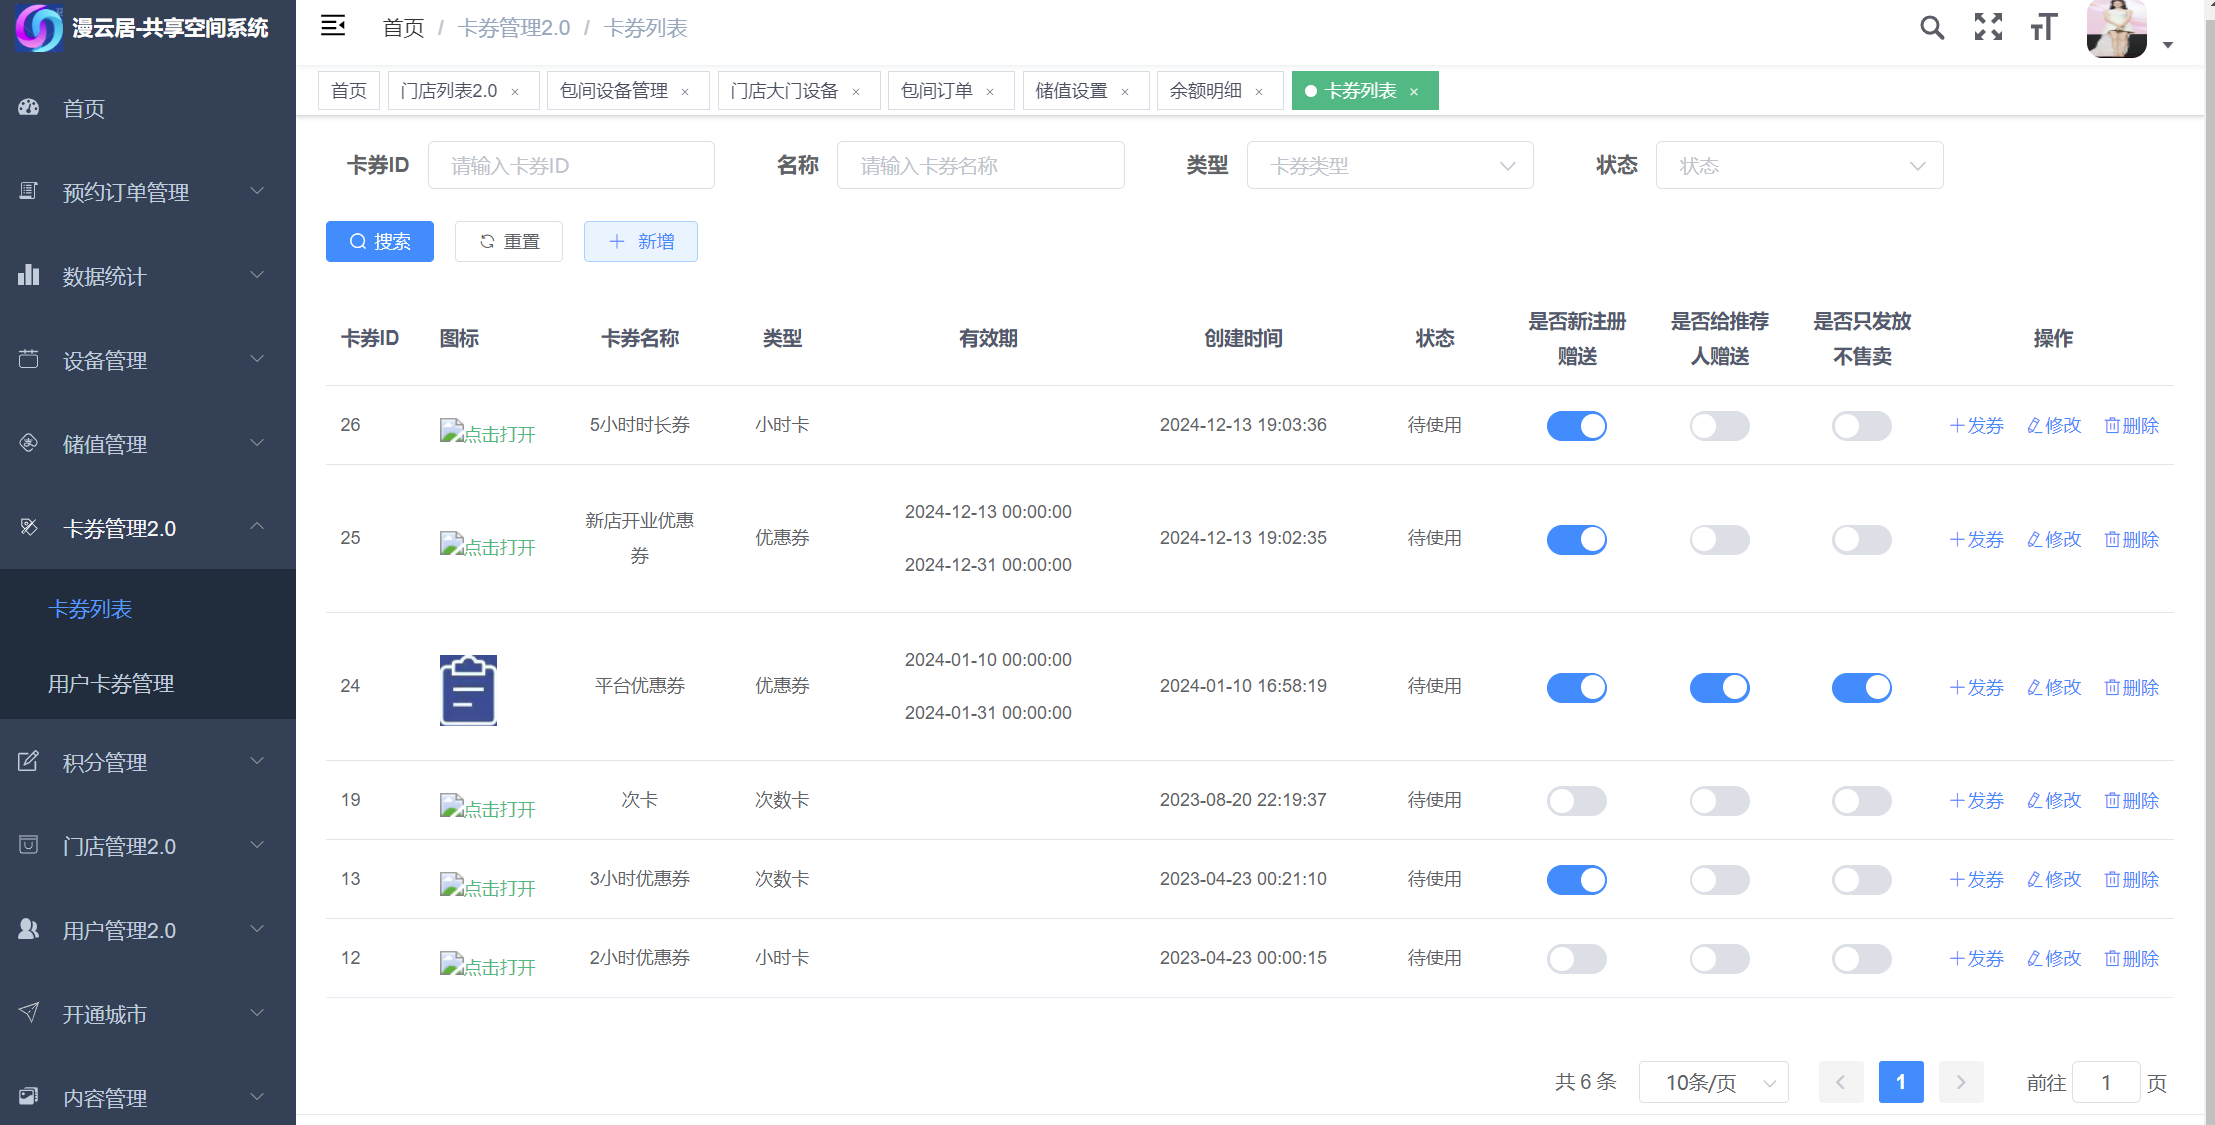 漫云居-共享空间系统
首页 / 卡券管理2.0 / 卡券列表
首页
门店列表2.0 ×
包间设备管理 ×
门店大门设备 ×
包间订单 ×
储值设置 ×
余额明细 ×
卡券列表 ×
首页
预约订单管理
数据统计
设备管理
储值管理
卡券管理2.0
卡券列表
用户卡券管理
积分管理
门店管理2.0
用户管理2.0
开通城市
内容管理
卡券ID 请输入卡券ID 名称 请输入卡券名称 类型 卡券类型 状态 状态
搜索 重置 新增
卡券ID 图标 卡券名称 类型 有效期 创建时间 状态 是否新注册赠送 是否给推荐人赠送 是否只发放不售卖 操作
26 点击打开 5小时时长券 小时卡 2024-12-13 19:03:36 待使用 发券 修改 删除
25 点击打开 新店开业优惠券 优惠券 2024-12-13 00:00:00 2024-12-31 00:00:00 2024-12-13 19:02:35 待使用 发券 修改 删除
24 平台优惠券 优惠券 2024-01-10 00:00:00 2024-01-31 00:00:00 2024-01-10 16:58:19 待使用 发券 修改 删除
19 点击打开 次卡 次数卡 2023-08-20 22:19:37 待使用 发券 修改 删除
13 点击打开 3小时优惠券 次数卡 2023-04-23 00:21:10 待使用 发券 修改 删除
12 点击打开 2小时优惠券 小时卡 2023-04-23 00:00:15 待使用 发券 修改 删除
共 6 条 10条/页 1 前往 1 页